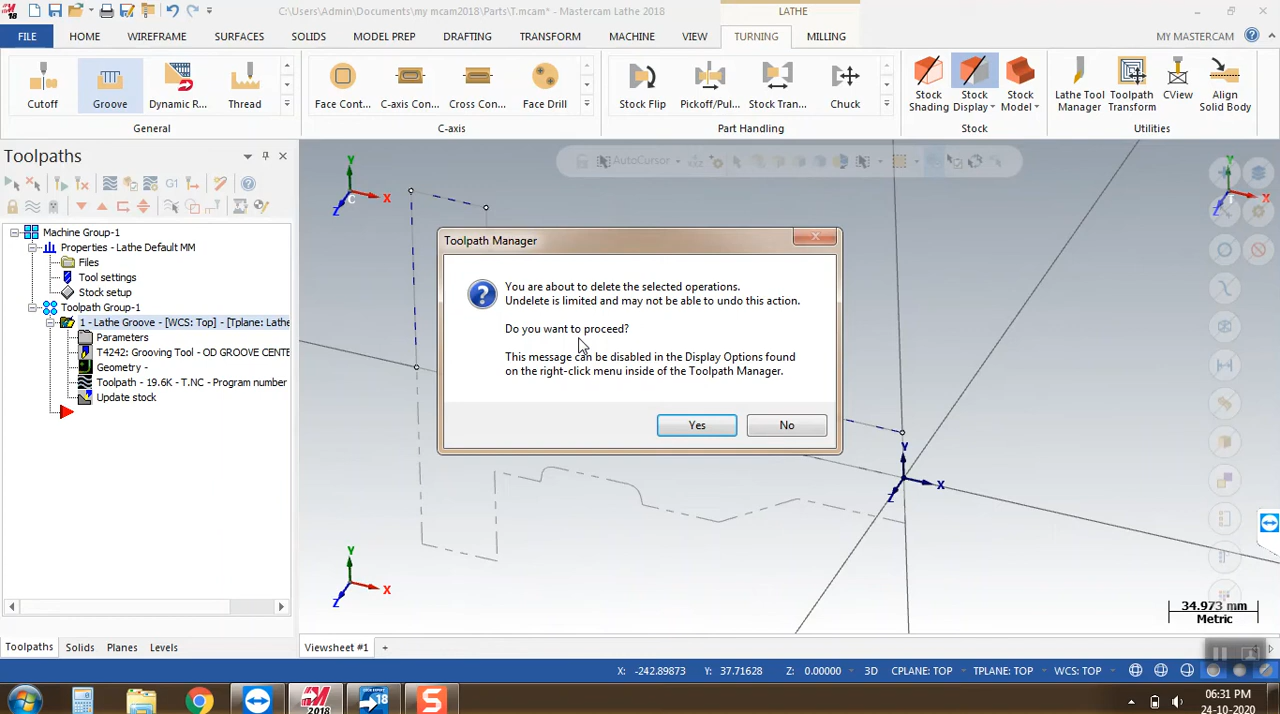 C:\Users\Admin\Documents\my mcam2018\Parts\T.mcam* - Mastercam Lathe 2018
LATHE
FILE
HOME
WIREFRAME
SURFACES
SOLIDS
MODEL PREP
DRAFTING
TRANSFORM
MACHINE
VIEW
TURNING
MILLING
MY MASTERCAM
Cutoff
Groove
Dynamic R...
Thread
General
Face Cont...
C-axis Con...
Cross Con...
Face Drill
C-axis
Stock Flip
Pickoff/Pul...
Stock Tran...
Chuck
Part Handling
Stock Shading
Stock Display
Stock Model
Stock
Lathe Tool Manager
Toolpath Transform
CView
Align Solid Body
Utilities
Toolpaths
AutoCursor
G1
Machine Group-1
Properties - Lathe Default MM
Files
Tool settings
Stock setup
Toolpath Group-1
1 - Lathe Groove - [WCS: Top] - [Tplane: Lathe
Parameters
T4242: Grooving Tool - OD GROOVE CENTE
Geometry -
Toolpath - 19.6K - T.NC - Program number
Update stock
Toolpath Manager
You are about to delete the selected operations.
Undelete is limited and may not be able to undo this action.
Do you want to proceed?
This message can be disabled in the Display Options found
on the right-click menu inside of the Toolpath Manager.
Yes
No
Y
X
Z
C
Y
X
Z
Y
X
Z
Y
X
Z
34.973 mm
Metric
Toolpaths
Solids
Planes
Levels
Viewsheet #1
+
X: -242.89873
Y: 37.71628
Z: 0.00000
3D
CPLANE: TOP
TPLANE: TOP
WCS: TOP
2018
18
06:31 PM
24-10-2020